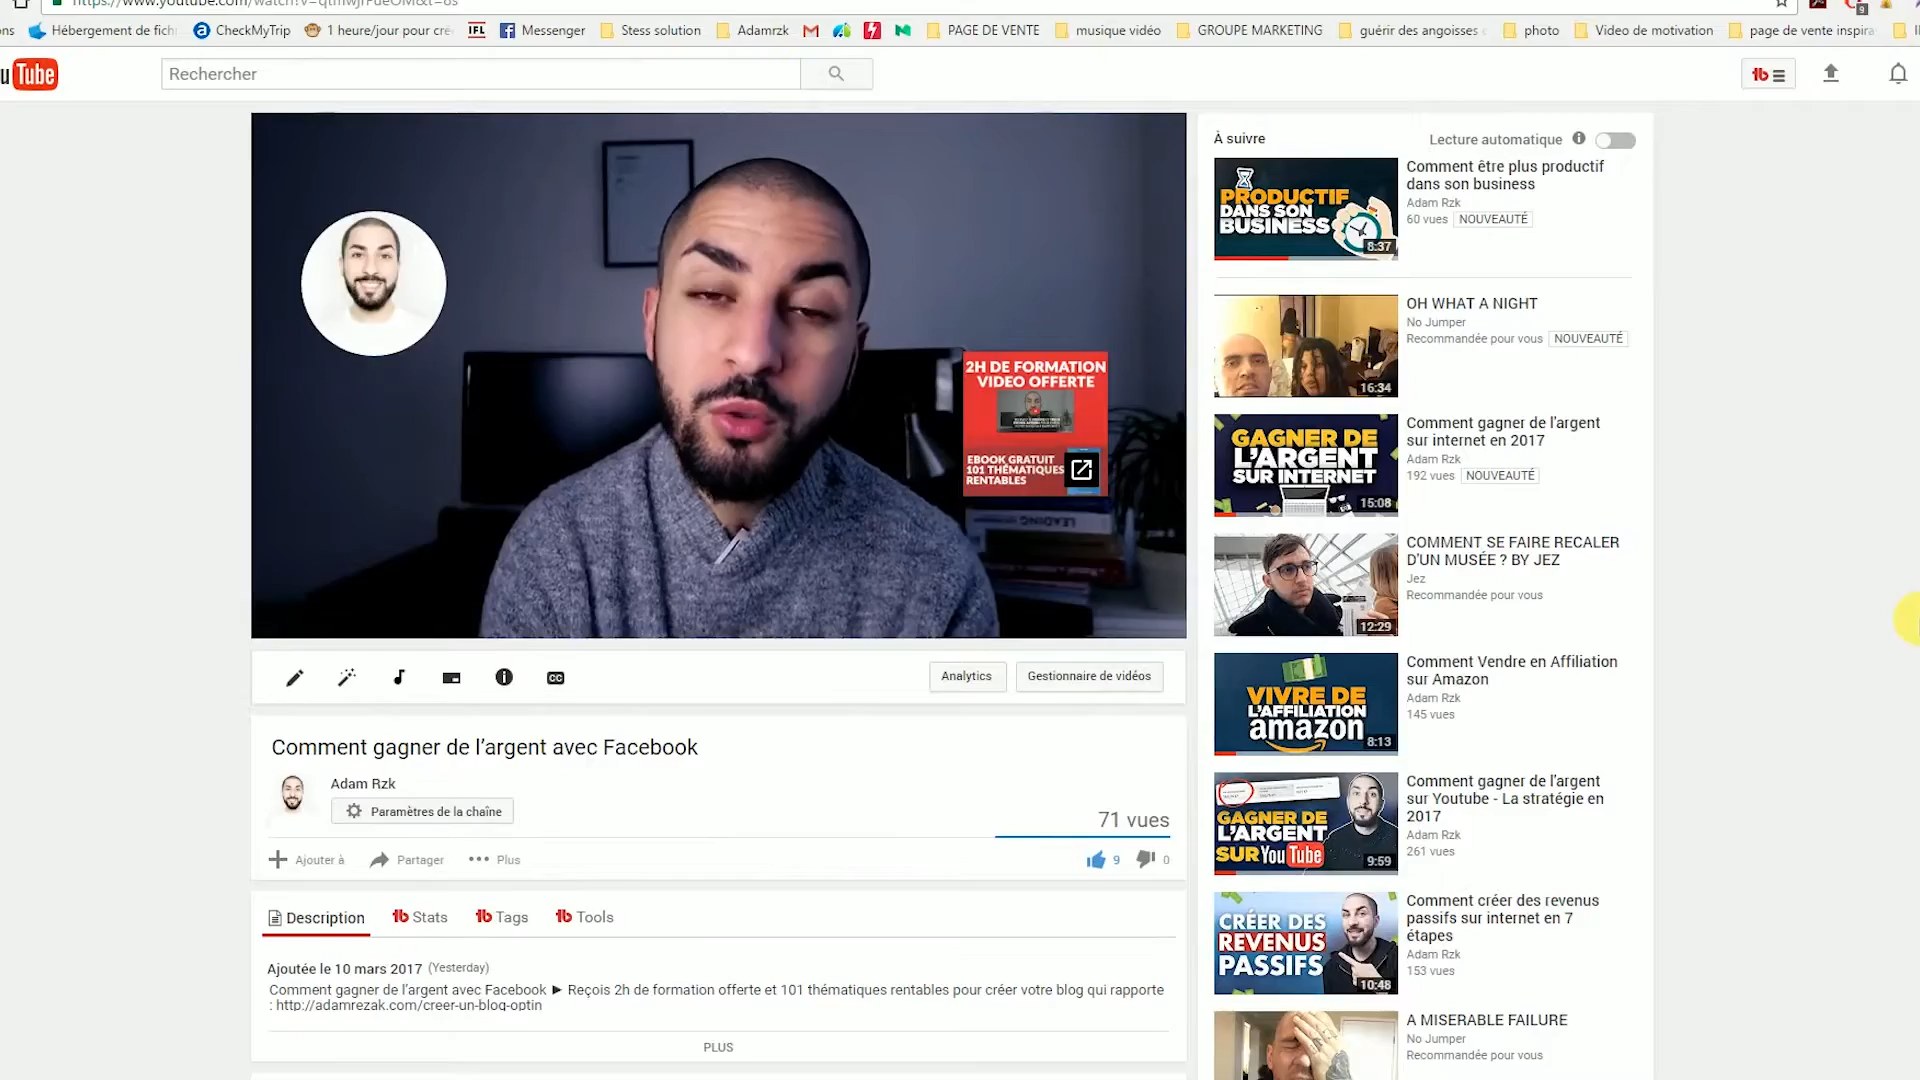 https://www.youtube.com/watch?v=
Hébergement de fich
CheckMyTrip
1 heure/jour pour cré
IFL
Messenger
Stess solution
Adamrzk
PAGE DE VENTE
musique vidéo
GROUPE MARKETING
guérir des angoisses
photo
Video de motivation
page de vente inspira
9
Tube
Rechercher
2H DE FORMATION
VIDEO OFFERTE
EBOOK GRATUIT
101 THÉMATIQUES
RENTABLES
LEADING
CC
Analytics
Gestionnaire de vidéos
Comment gagner de l’argent avec Facebook
Adam Rzk
Paramètres de la chaîne
71 vues
Ajouter à
Partager
Plus
9
0
Description
Stats
Tags
Tools
Ajoutée le 10 mars 2017 (Yesterday)
Comment gagner de l’argent avec Facebook ► Reçois 2h de formation offerte et 101 thématiques rentables pour créer votre blog qui rapporte
: http://adamrezak.com/creer-un-blog-optin
PLUS
À suivre
Lecture automatique
PRODUCTIF
DANS SON
BUSINESS
8:37
Comment être plus productif
dans son business
Adam Rzk
60 vues NOUVEAUTÉ
16:34
OH WHAT A NIGHT
No Jumper
Recommandée pour vous NOUVEAUTÉ
GAGNER DE
L’ARGENT
SUR INTERNET
15:08
Comment gagner de l’argent
sur internet en 2017
Adam Rzk
192 vues NOUVEAUTÉ
12:29
COMMENT SE FAIRE RECALER
D’UN MUSÉE ? BY JEZ
Jez
Recommandée pour vous
VIVRE DE
L’AFFILIATION
amazon
8:13
Comment Vendre en Affiliation
sur Amazon
Adam Rzk
145 vues
GAGNER DE
L’ARGENT
SUR YouTube
9:59
Comment gagner de l’argent
sur Youtube - La stratégie en
2017
Adam Rzk
261 vues
CRÉER DES
REVENUS
PASSIFS
10:48
Comment créer des revenus
passifs sur internet en 7
étapes
Adam Rzk
153 vues
A MISERABLE FAILURE
No Jumper
Recommandée pour vous